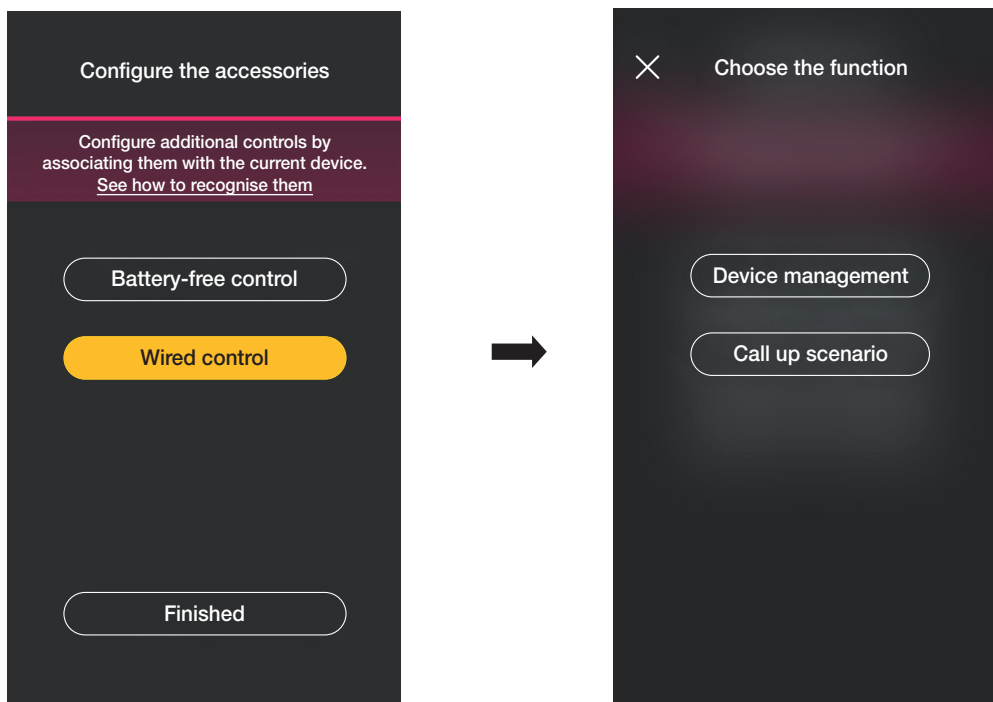 Configure the accessories
Configure additional controls by
associating them with the current device.
See how to recognise them
Battery-free control
Wired control
Finished
Choose the function
Device management
Call up scenario